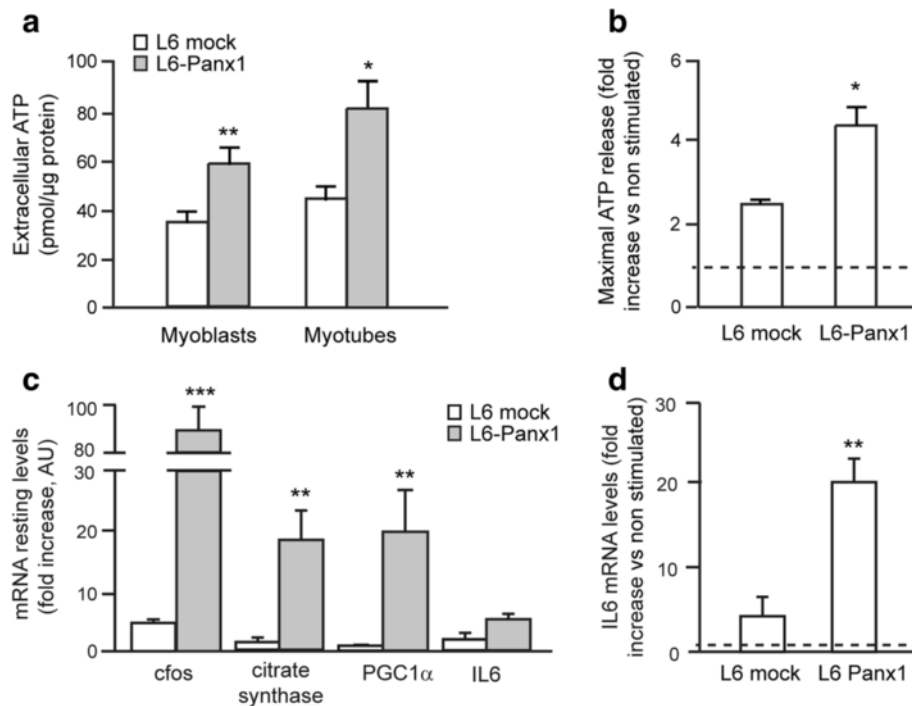 a
L6 mock
L6-Panx1
Extracellular ATP
(pmol/µg protein)
100
80
60
40
20
0
**
*
Myoblasts
Myotubes
b
Maximal ATP release (fold
increase vs non stimulated)
6
4
2
0
*
L6 mock
L6-Panx1
c
L6 mock
L6-Panx1
mRNA resting levels
(fold increase, AU)
100
80
30
20
10
0
***
**
**
cfos
citrate
synthase
PGC1α
IL6
d
IL6 mRNA levels (fold
increase vs non stimulated)
30
20
10
0
**
L6 mock
L6 Panx1